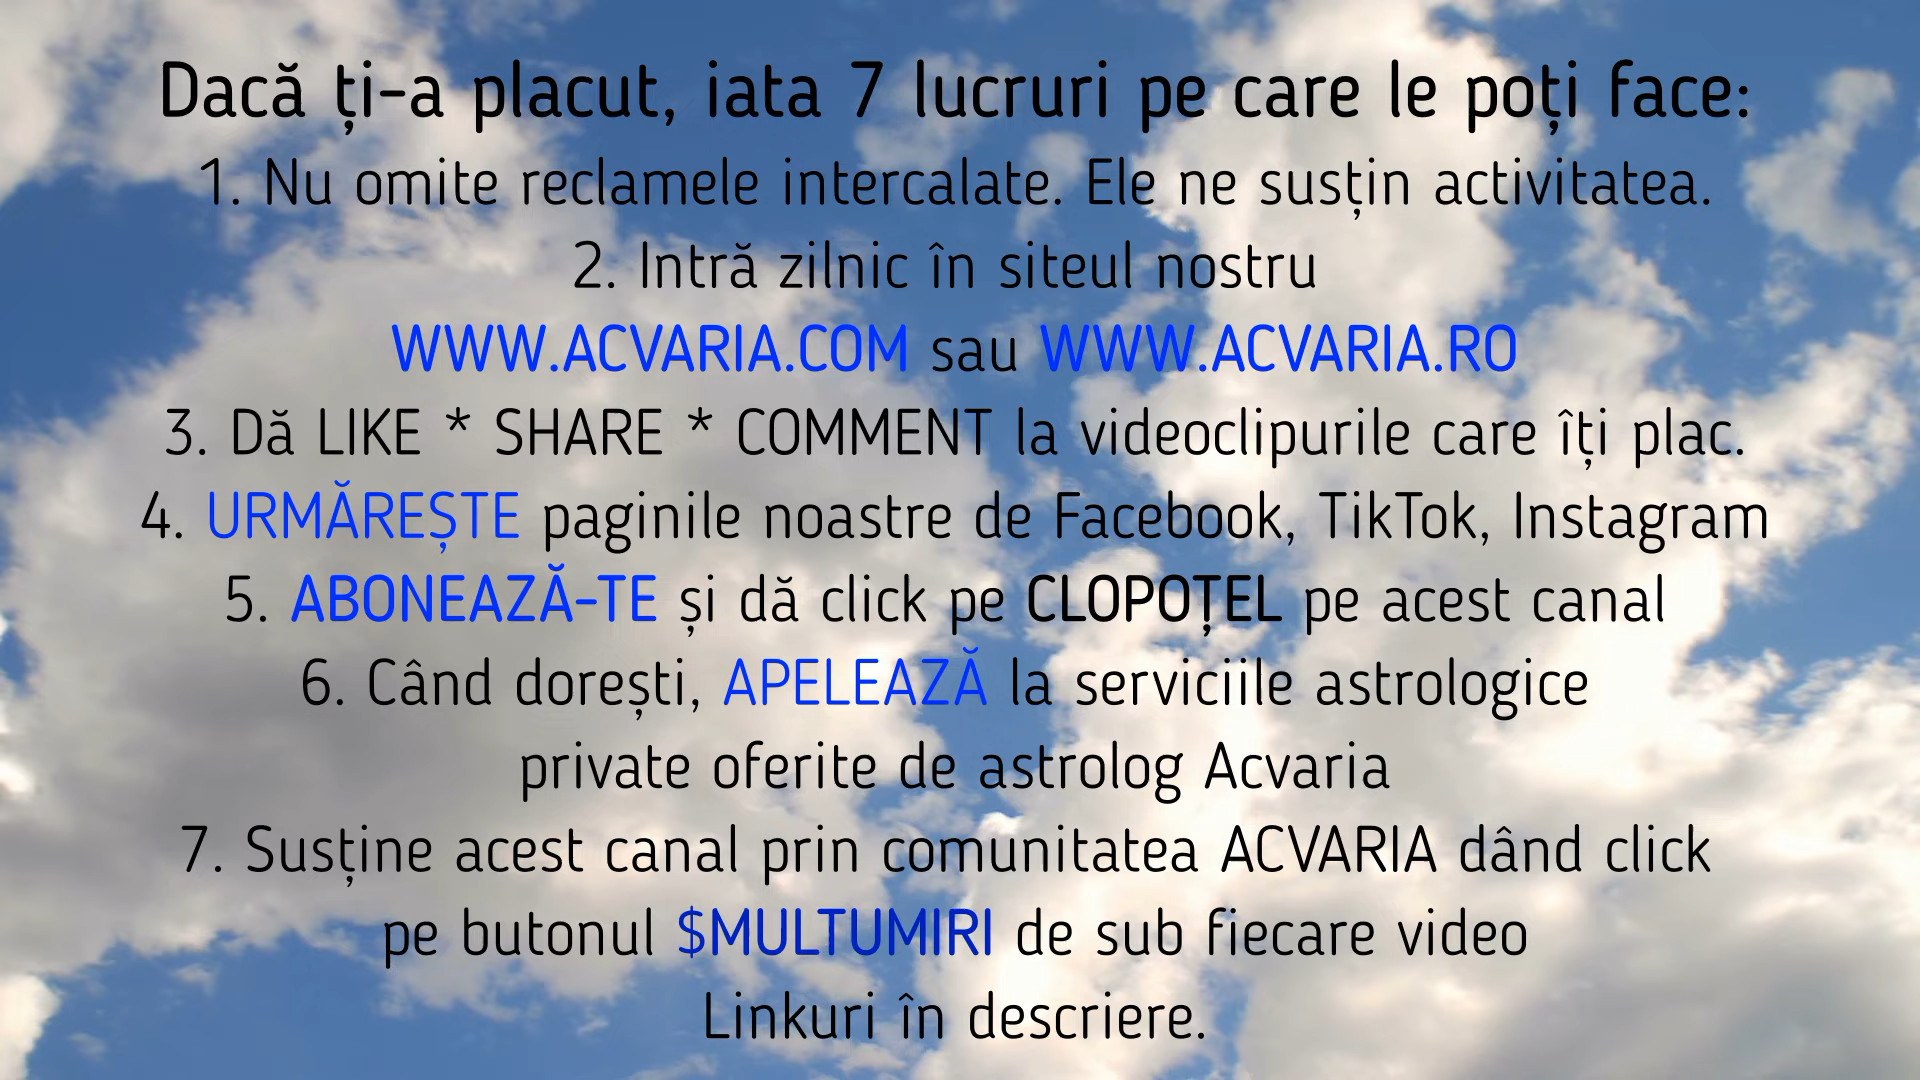 Dacă ți-a placut, iata 7 lucruri pe care le poți face:
1. Nu omite reclamele intercalate. Ele ne susțin activitatea.
2. Intră zilnic în siteul nostru
WWW.ACVARIA.COM sau WWW.ACVARIA.RO
3. Dă LIKE * SHARE * COMMENT la videoclipurile care îți plac.
4. URMĂREȘTE paginile noastre de Facebook, TikTok, Instagram
5. ABONEAZĂ-TE și dă click pe CLOPOȚEL pe acest canal
6. Când dorești, APELEAZĂ la serviciile astrologice
private oferite de astrolog Acvaria
7. Susține acest canal prin comunitatea ACVARIA dând click
pe butonul $MULTUMIRI de sub fiecare video
Linkuri în descriere.